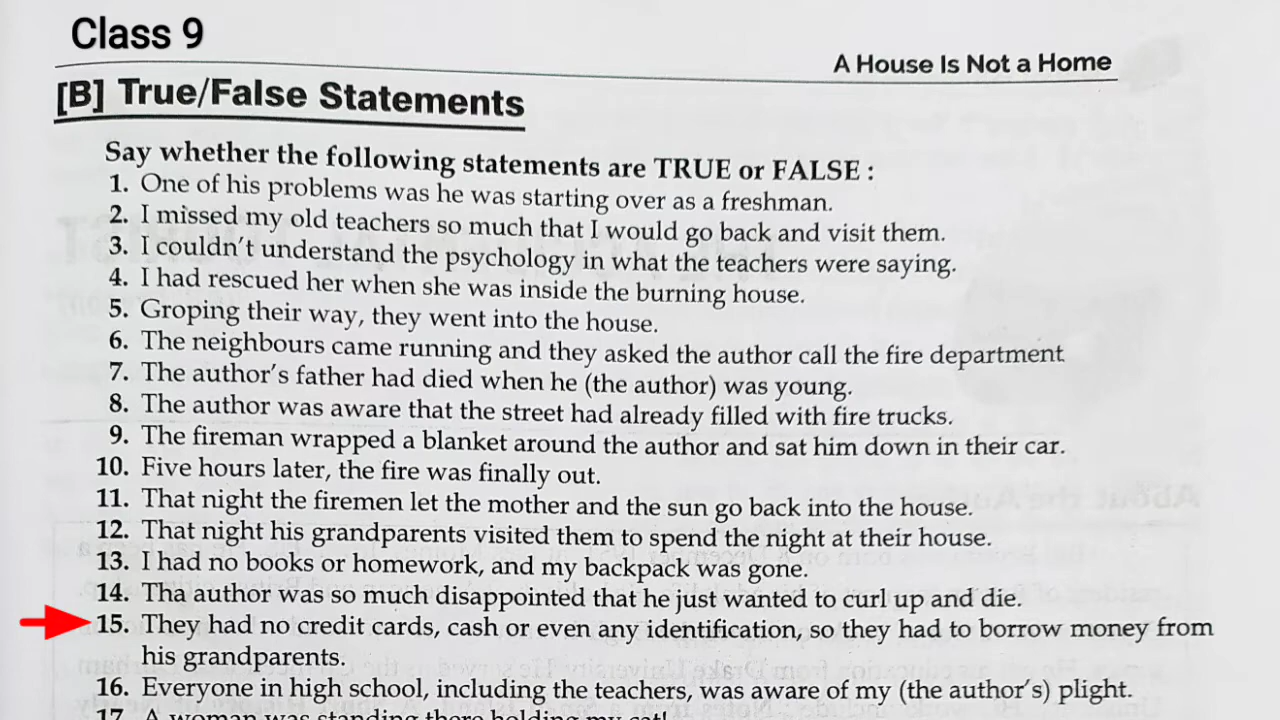 Class 9
A House Is Not a Home
[B] True/False Statements
Say whether the following statements are TRUE or FALSE :
1. One of his problems was he was starting over as a freshman.
2. I missed my old teachers so much that I would go back and visit them.
3. I couldn't understand the psychology in what the teachers were saying.
4. I had rescued her when she was inside the burning house.
5. Groping their way, they went into the house.
6. The neighbours came running and they asked the author call the fire department
7. The author's father had died when he (the author) was young.
8. The author was aware that the street had already filled with fire trucks.
9. The fireman wrapped a blanket around the author and sat him down in their car.
10. Five hours later, the fire was finally out.
11. That night the firemen let the mother and the sun go back into the house.
12. That night his grandparents visited them to spend the night at their house.
13. I had no books or homework, and my backpack was gone.
14. Tha author was so much disappointed that he just wanted to curl up and die.
15. They had no credit cards, cash or even any identification, so they had to borrow money from
his grandparents.
16. Everyone in high school, including the teachers, was aware of my (the author's) plight.
17. A woman was standing there holding my cat!